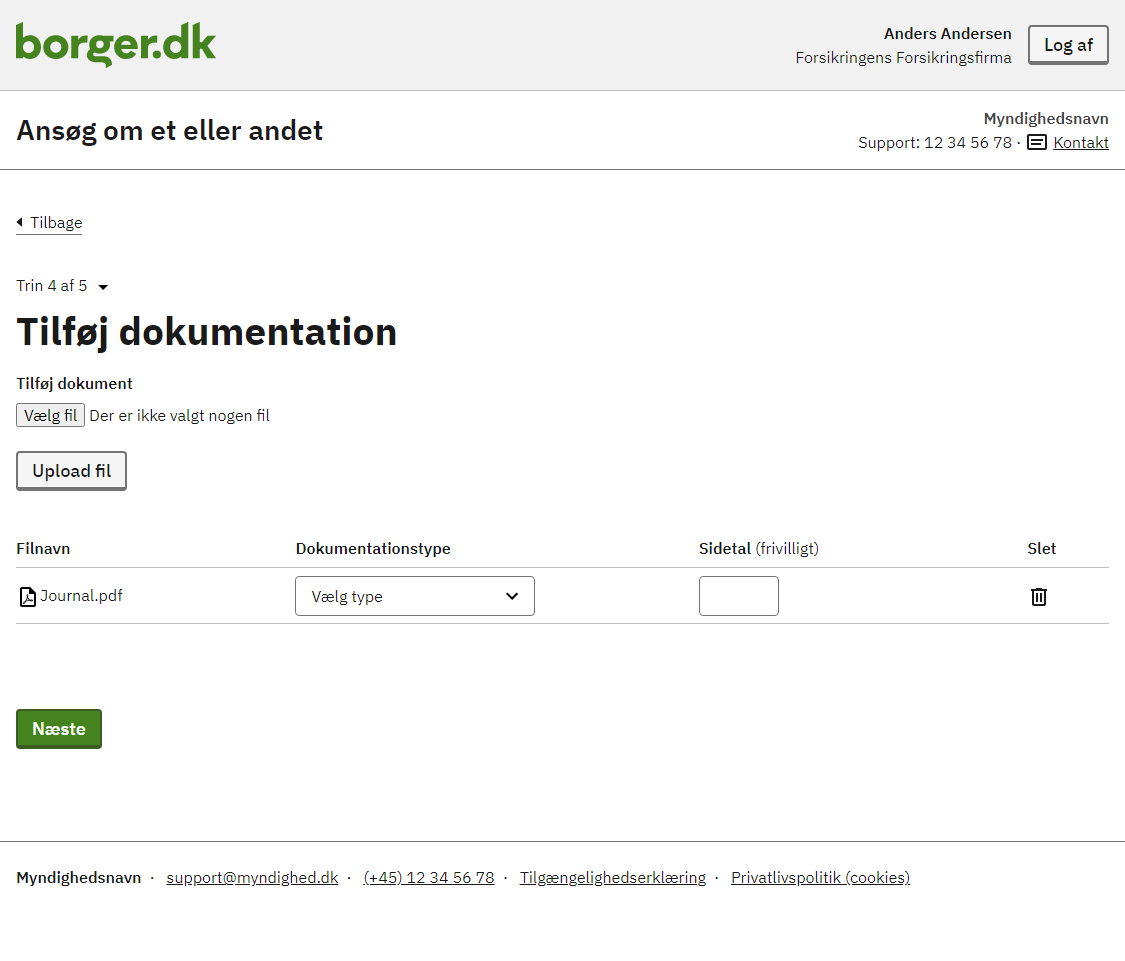 borger.dk
Anders Andersen
Forsikringens Forsikringsfirma
Log af
Ansøg om et eller andet
Myndighedsnavn
Support: 12 34 56 78 · Kontakt
Tilbage
Trin 4 af 5
Tilføj dokumentation
Tilføj dokument
Vælg fil Der er ikke valgt nogen fil
Upload fil
Filnavn Dokumentationstype Sidetal (frivilligt) Slet
Journal.pdf Vælg type
Næste
Myndighedsnavn · support@myndighed.dk · (+45) 12 34 56 78 · Tilgængelighedserklæring · Privatlivspolitik (cookies)